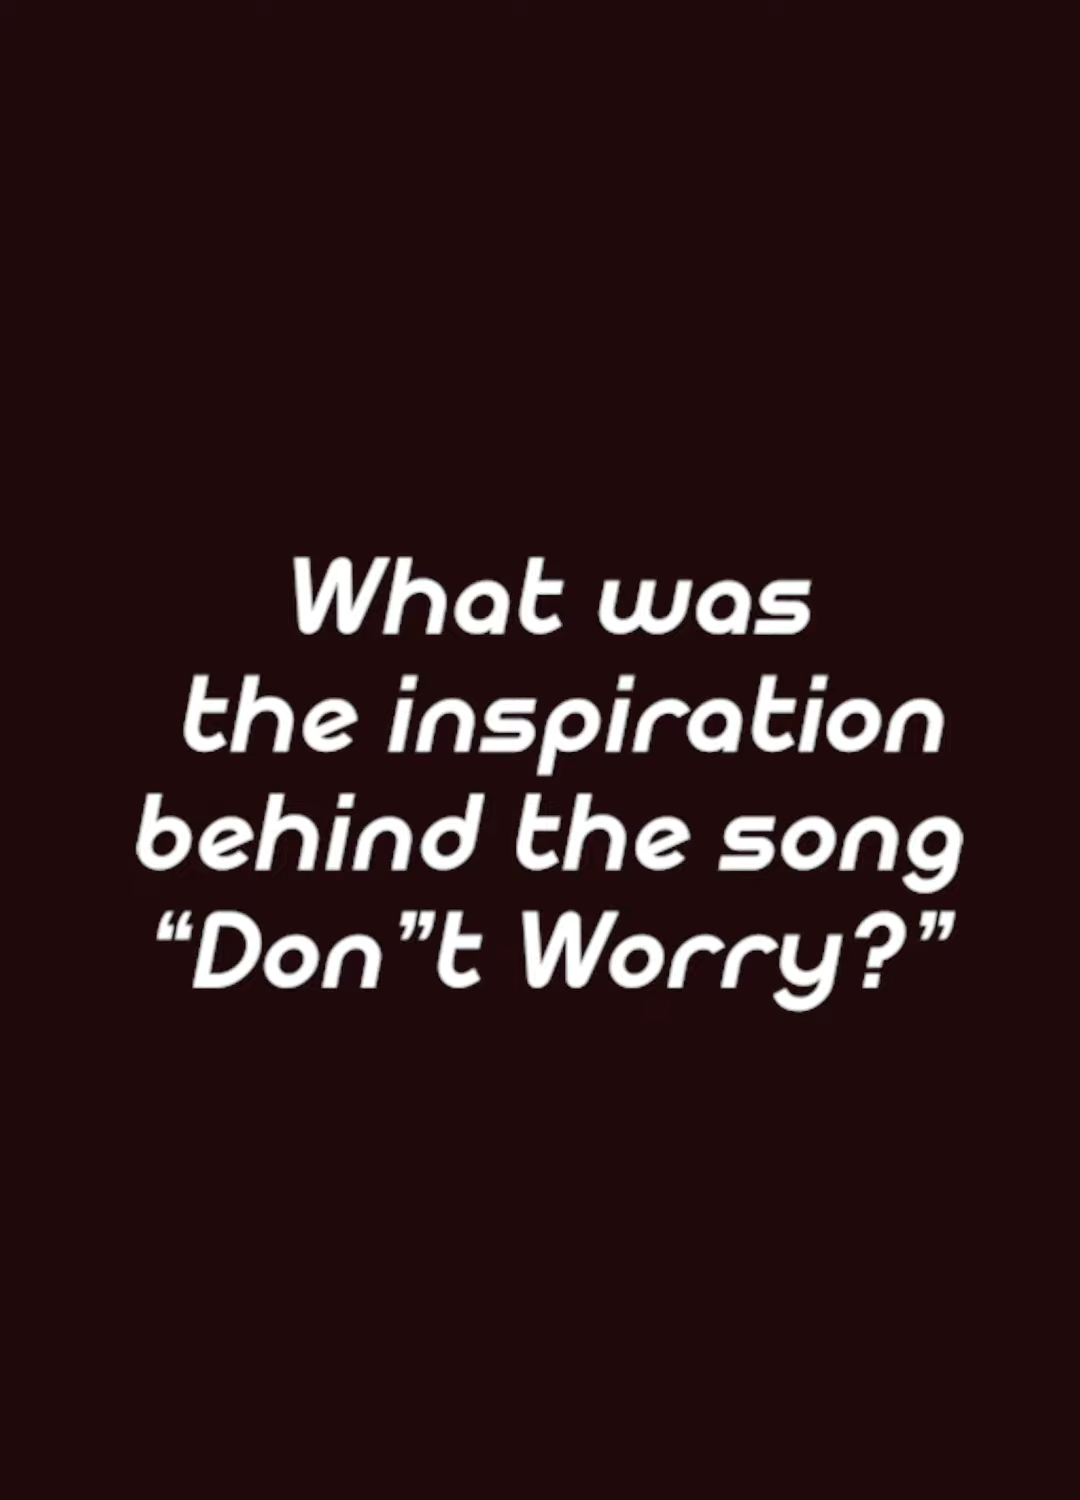 What was
the inspiration
behind the song
“Don”t Worry?”